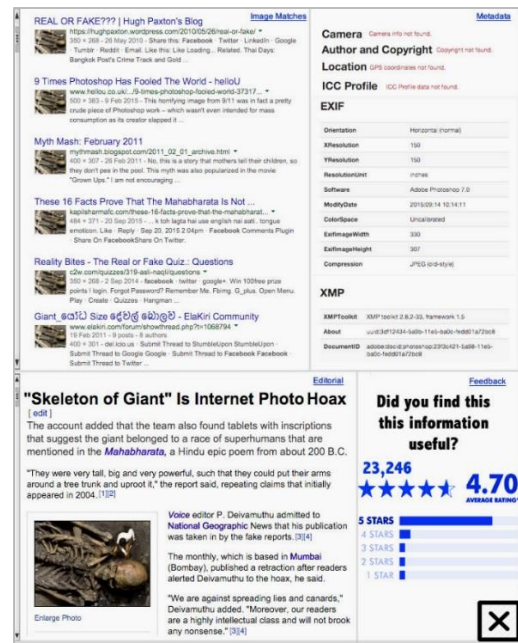 Image Matches
REAL OR FAKE??? | Hugh Paxton's Blog
https://hughpaxton.wordpress.com/2010/05/26/real-or-fake/
350 × 268 - 26 May 2010 - Share this: Facebook · Twitter · LinkedIn · Google
· Tumblr · Reddit · Email. Like this: Like Loading... Related. Thai Days:
Bangkok Post's Crime Track and Gold ...
9 Times Photoshop Has Fooled The World - helloU
www.hellou.co.uk/.../9-times-photoshop-fooled-world-37317...
500 × 383 - 9 Feb 2015 - This horrifying image from 9/11 was in fact a pretty
crude piece of Photoshop work – which wasn't even intended for mass
consumption as its creator slapped it ...
Myth Mash: February 2011
mythmash.blogspot.com/2011_02_01_archive.html
400 × 307 - 26 Feb 2011 - No, this is a story that mothers tell their children, so
they don't pee in the pool. This myth was also popularized in the movie
"Grown Ups." I am not encouraging ...
These 16 Facts Prove That The Mahabharata Is Not ...
kapilsharmafc.com/these-16-facts-prove-that-the-mahabharat...
484 × 371 - 20 Sep 2015 - ... k toh lagta hai use english nai aati.. tongue
emoticon. Like · Reply · Sep 20, 2015 2:04pm · Facebook Comments Plugin
· Share On FacebookShare On Twitter.
Reality Bites - The Real or Fake Quiz.: Questions
c2w.com/quizzes/319-asli-naqli/questions
350 × 268 - 2 Sep 2014 - facebook · twitter · google+. Win 100free prize
points ! login. Forgot Password? Remember Me. Fbimg. G_plus. Open Menu.
Play · Create · Quizzes · Hangman ...
Giant_යෝධ Size දේවල් බොලව් - ElaKiri Community
www.elakiri.com/forum/showthread.php?t=1068794
19 Feb 2011 - 9 posts - 8 authors
400 × 301 - del.icio.us · Submit Thread to StumbleUpon StumbleUpon ·
Submit Thread to Google Google · Submit Thread to Facebook Facebook ·
Submit Thread to Twitter ...
Metadata
Camera Camera info not found.
Author and Copyright Copyright not found.
Location GPS coordinates not found.
ICC Profile ICC Profile data not found.
EXIF
Orientation Horizontal (normal)
XResolution 150
YResolution 150
ResolutionUnit inches
Software Adobe Photoshop 7.0
ModifyDate 2015:09:14 10:14:11
ColorSpace Uncalibrated
ExifImageWidth 300
ExifImageHeight 307
Compression JPEG (old-style)
XMP
XMPToolkit XMP toolkit 2.8.2-33, framework 1.5
About
DocumentID
Editorial
"Skeleton of Giant" Is Internet Photo Hoax
[ edit ]
The account added that the team also found tablets with inscriptions
that suggest the giant belonged to a race of superhumans that are
mentioned in the Mahabharata, a Hindu epic poem from about 200 B.C.
"They were very tall, big and very powerful, such that they could put their arms
around a tree trunk and uproot it," the report said, repeating claims that initially
appeared in 2004.[1][2]
Voice editor P. Deivamuthu admitted to
National Geographic News that his publication
was taken in by the fake reports.[3][4]
The monthly, which is based in Mumbai
(Bombay), published a retraction after readers
alerted Deivamuthu to the hoax, he said.
"We are against spreading lies and canards,"
Deivamuthu added. "Moreover, our readers
are a highly intellectual class and will not brook
any nonsense."[3][4]
Enlarge Photo
Feedback
Did you find this
this information
useful?
23,246
4.70
AVERAGE RATING*
5 STARS
4 STARS
3 STARS
2 STARS
1 STAR